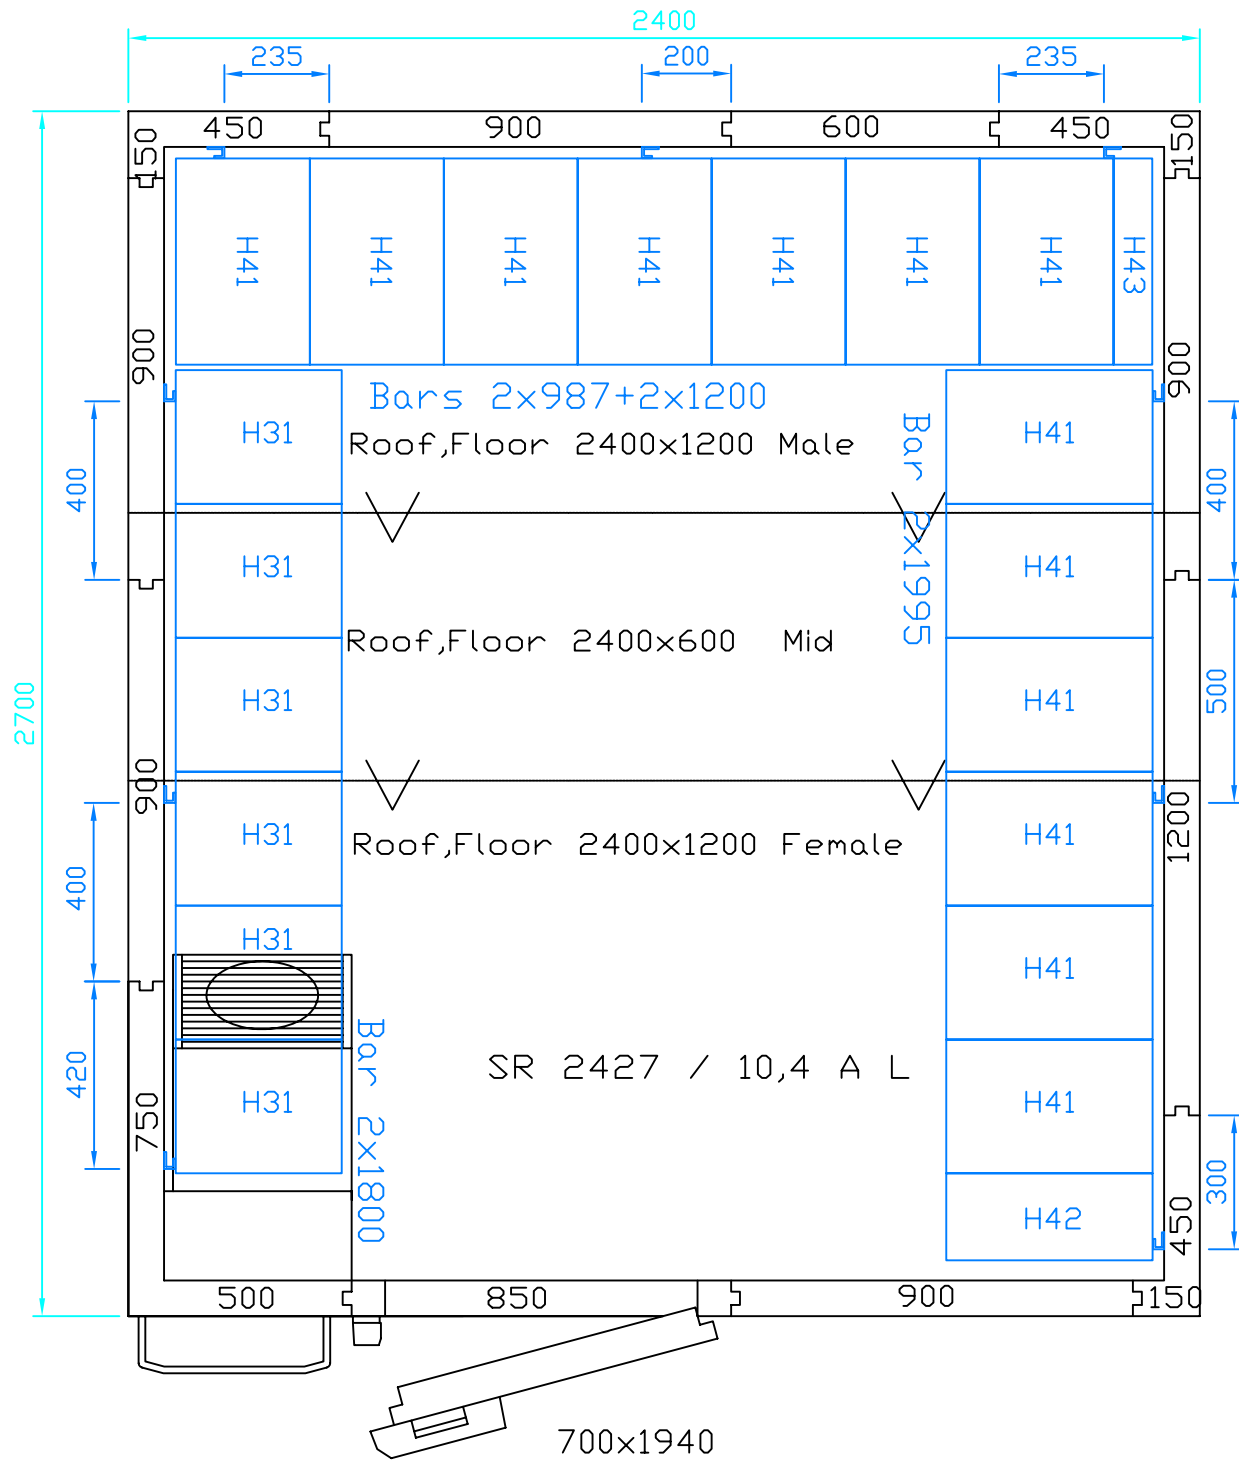 2400
235
200
235
450
900
600
450
150
150
H41
H41
H41
H41
H41
H41
H41
H43
900
900
Bars 2x987+2x1200
Roof,Floor 2400x1200 Male
Bar 2x1995
H31
H41
400
400
H31
H41
Roof,Floor 2400x600 Mid
2700
H31
H41
500
900
1200
H31
H41
Roof,Floor 2400x1200 Female
400
H31
H41
SR 2427 / 10,4 A L
Bar 2x1800
420
750
H31
H41
300
450
H42
500
850
900
150
700x1940